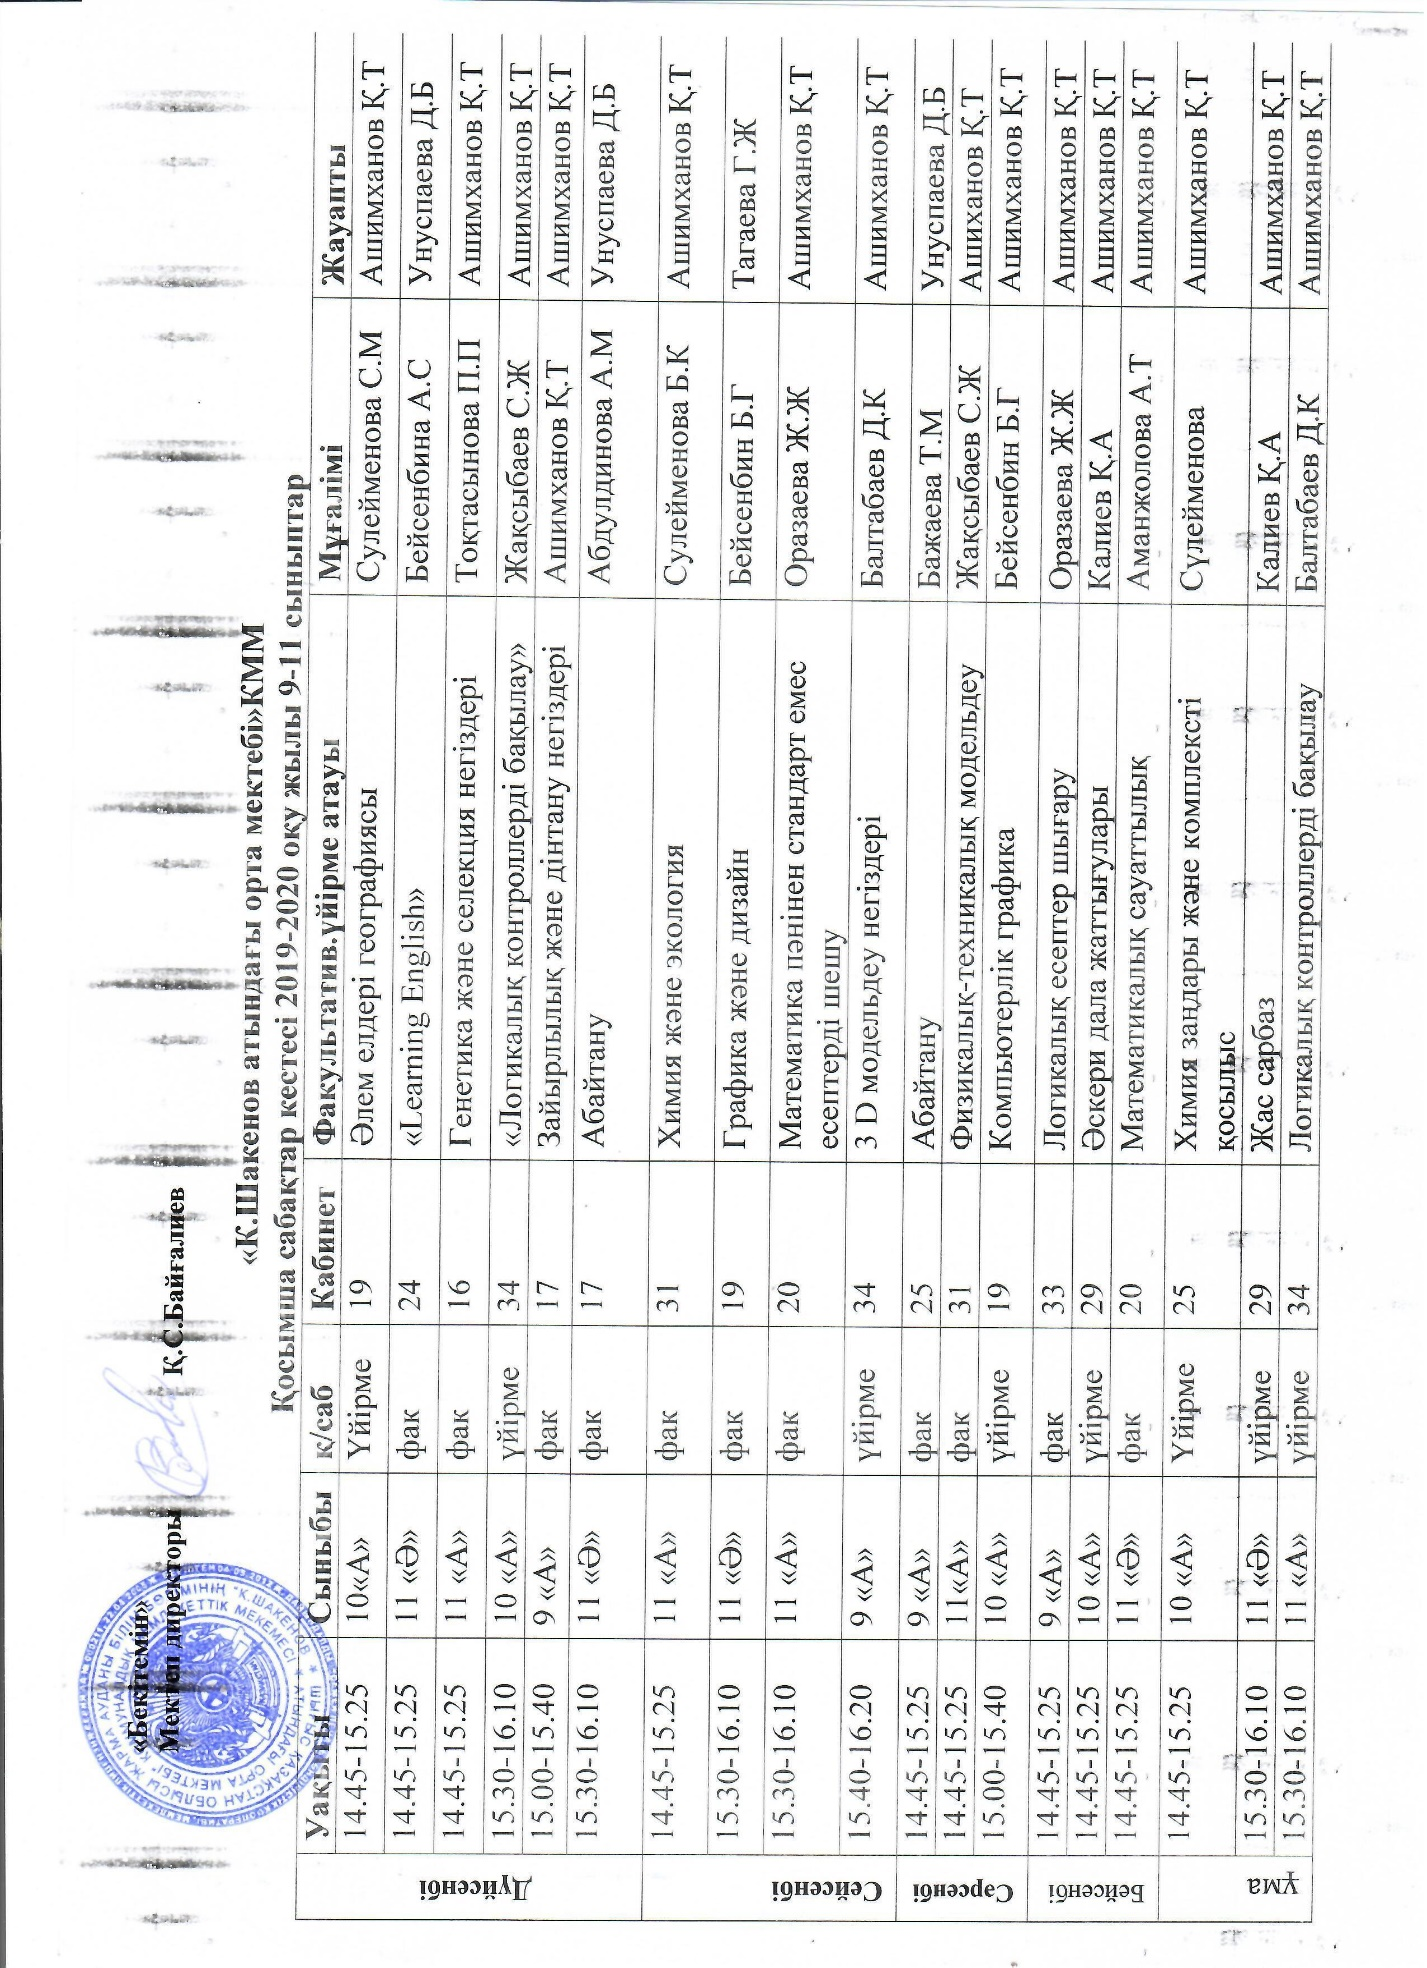 «Бекітемін»
Мектеп директоры Қ.С.Байғалиев
«К.Шакенов атындағы орта мектебі»КММ
Қосымша сабақтар кестесі 2019-2020 оқу жылы 9-11 сыныптар
Уақыты Сыныбы к/саб Кабинет Факультатив.үйірме атауы Мұғалімі Жауапты
Дүйсенбі
14.45-15.25 10«А» Үйірме 19 Әлем елдері географиясы Сулейменова С.М Ашимханов Қ.Т
14.45-15.25 11 «Ә» фак 24 «Learning English» Бейсенбина А.С Унуспаева Д.Б
14.45-15.25 11 «А» фак 16 Генетика және селекция негіздері Тоқтасынова П.П Ашимханов Қ.Т
15.30-16.10 10 «А» үйірме 34 «Логикалық контроллерді бақылау» Жақсыбаев С.Ж Ашимханов Қ.Т
15.00-15.40 9 «А» фак 17 Зайырлылық және дінтану негіздері Ашимханов Қ.Т Ашимханов Қ.Т
15.30-16.10 11 «Ә» фак 17 Абайтану Абдулдинова А.М Унуспаева Д.Б
Сейсенбі
14.45-15.25 11 «А» фак 31 Химия және экология Сулейменова Б.К Ашимханов Қ.Т
15.30-16.10 11 «Ә» фак 19 Графика және дизайн Бейсенбин Б.Г Тагаева Г.Ж
15.30-16.10 11 «А» фак 20 Математика пәнінен стандарт емес Оразаева Ж.Ж Ашимханов Қ.Т
есептерді шешу
15.40-16.20 9 «А» үйірме 34 3 D модельдеу негіздері Балтабаев Д.К Ашимханов Қ.Т
Сәрсенбі
14.45-15.25 9 «А» фак 25 Абайтану Бажаева Т.М Унуспаева Д.Б
14.45-15.25 11«А» фак 31 Физикалық-техникалық модельдеу Жақсыбаев С.Ж Ашиханов Қ.Т
15.00-15.40 10 «А» үйірме 19 Компьютерлік графика Бейсенбин Б.Г Ашимханов Қ.Т
Бейсенбі
14.45-15.25 9 «А» фак 33 Логикалық есептер шығару Оразаева Ж.Ж Ашимханов Қ.Т
14.45-15.25 10 «А» үйірме 29 Әскери дала жаттығулары Калиев Қ.А Ашимханов Қ.Т
14.45-15.25 11 «Ә» фак 20 Математикалық сауаттылық Аманжолова А.Т Ашимханов Қ.Т
ұма
14.45-15.25 10 «А» Үйірме 25 Химия заңдары және комплексті Сүлейменова Ашимханов Қ.Т
қосылыс
15.30-16.10 11 «Ә» үйірме 29 Жас сарбаз Калиев Қ.А Ашимханов Қ.Т
15.30-16.10 11 «А» үйірме 34 Логикалық контроллерді бақылау Балтабаев Д.К Ашимханов Қ.Т